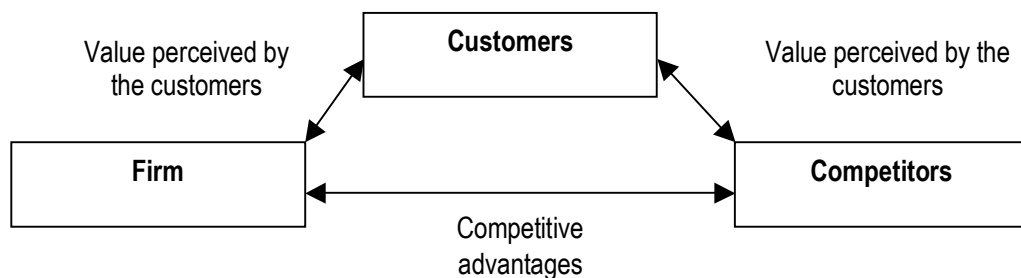 Customers
Value perceived by
the customers
Value perceived by the
customers
Firm
Competitors
Competitive
advantages